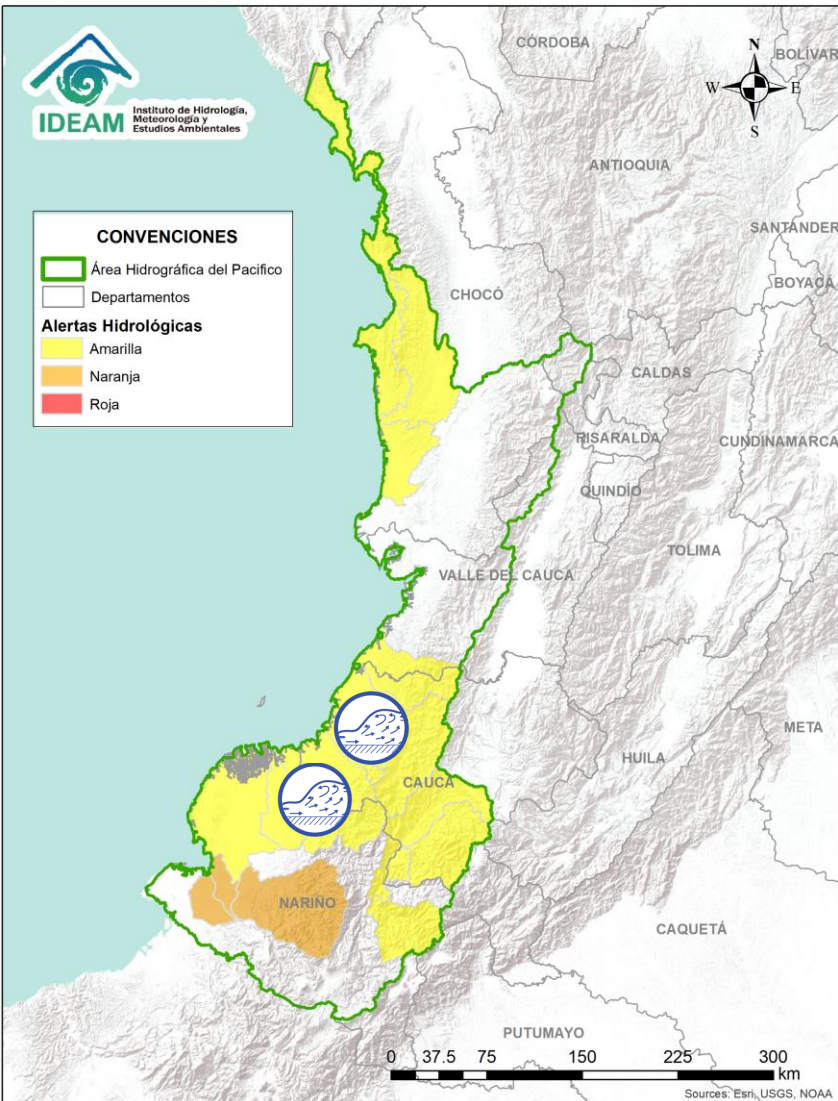 IDEAM
Instituto de Hidrología,
Meteorología y
Estudios Ambientales
CÓRDOBA
BOLÍVAR
N
W
E
S
ANTIOQUIA
SANTANDER
BOYACÁ
CONVENCIONES
Área Hidrográfica del Pacifico
Departamentos
Alertas Hidrológicas
Amarilla
Naranja
Roja
CHOCÓ
CALDAS
RISARALDA
CUNDINAMARCA
QUINDÍO
TOLIMA
VALLE DEL CAUCA
META
HUILA
CAUCA
NARIÑO
CAQUETÁ
PUTUMAYO
0 37.5 75 150 225 300
km
Sources: Esri, USGS, NOAA